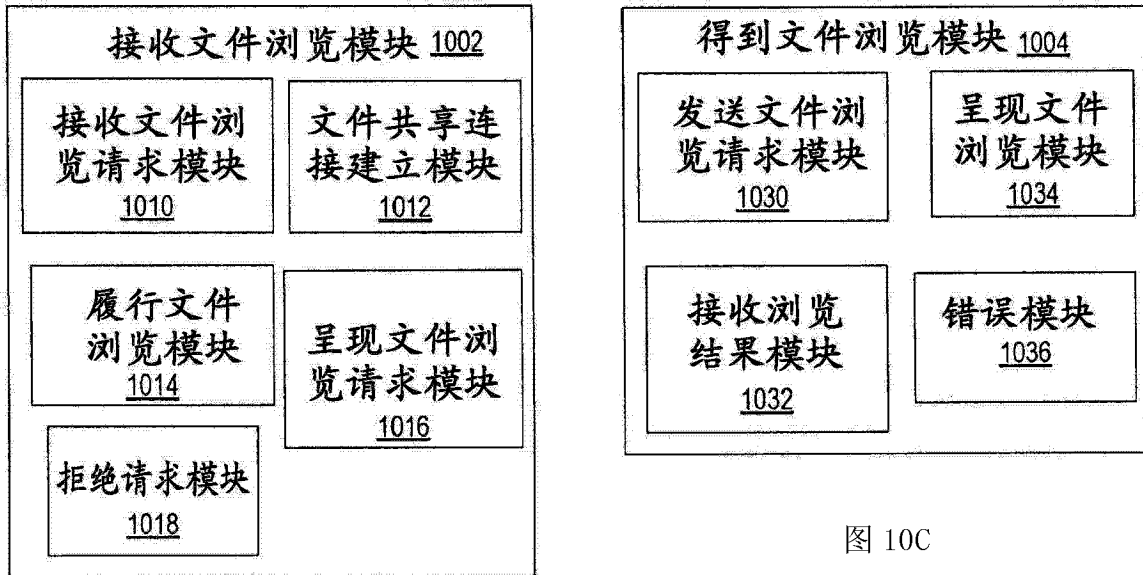 接收文件浏览模块 1002
接收文件浏
览请求模块
1010
文件共享连
接建立模块
1012
履行文件
浏览模块
1014
呈现文件浏
览请求模块
1016
拒绝请求模块
1018
得到文件浏览模块 1004
发送文件浏
览请求模块
1030
呈现文件
浏览模块
1034
接收浏览
结果模块
1032
错误模块
1036
图 10C